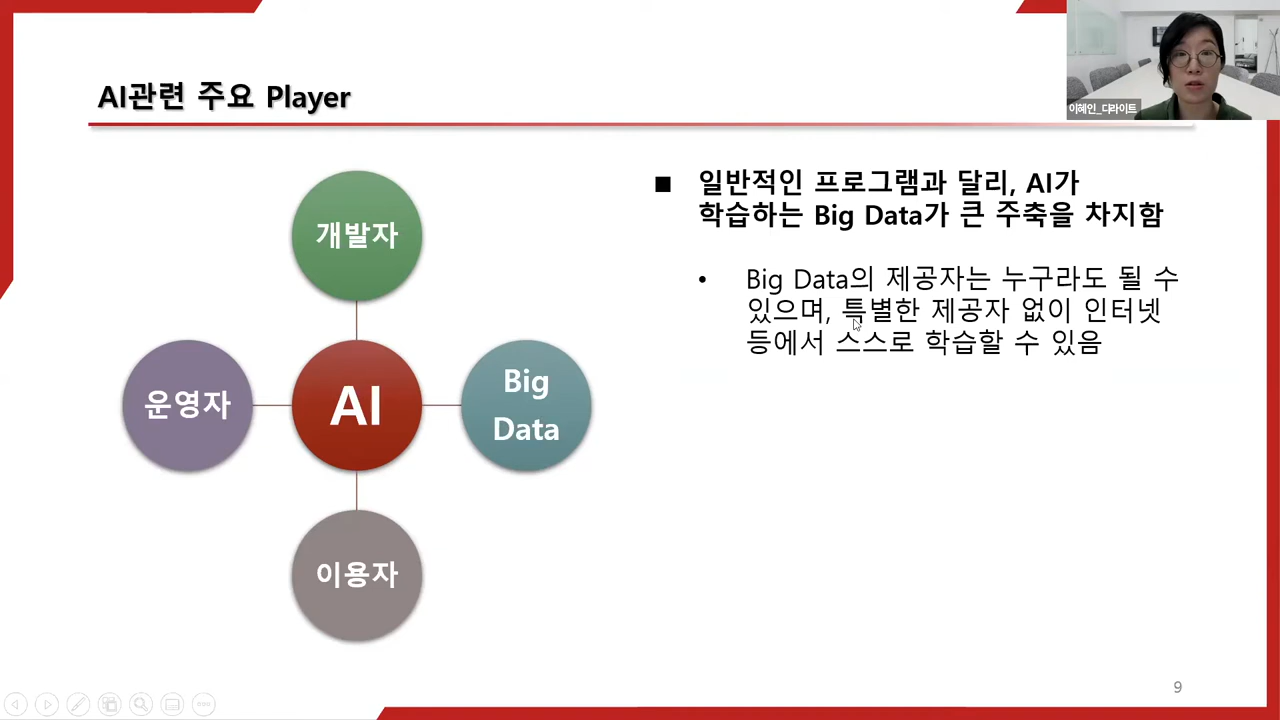 AI관련 주요 Player
이혜인_디라이트
개발자
운영자
AI
Big
Data
이용자
■ 일반적인 프로그램과 달리, AI가
학습하는 Big Data가 큰 주축을 차지함
• Big Data의 제공자는 누구라도 될 수
있으며, 특별한 제공자 없이 인터넷
등에서 스스로 학습할 수 있음
9